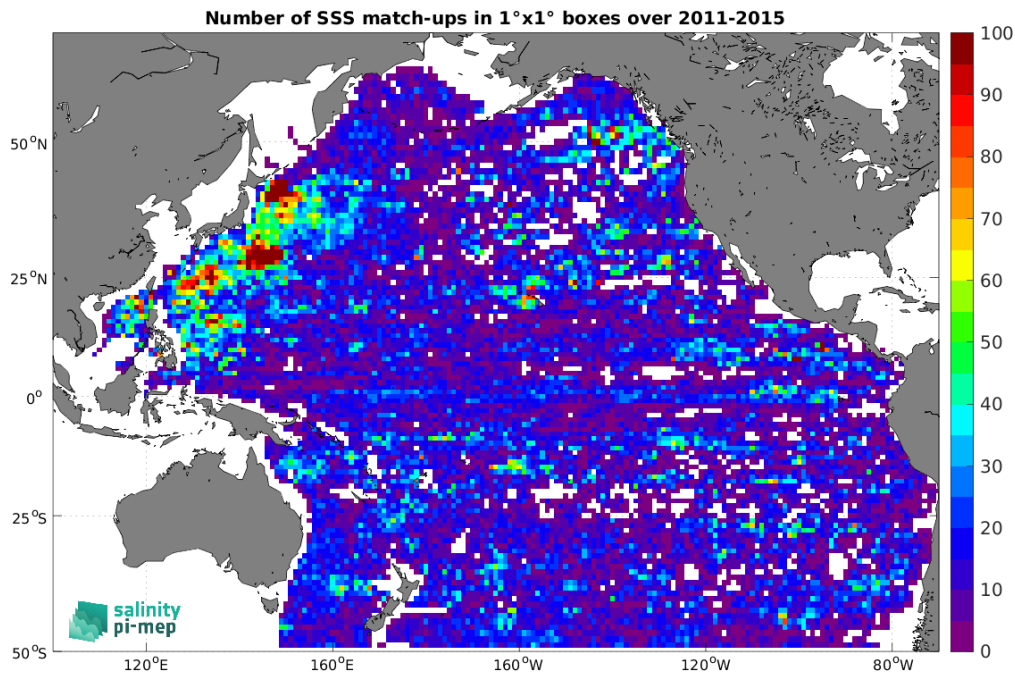 Number of SSS match-ups in 1°x1° boxes over 2011-2015
100
90
80
70
60
50
40
30
20
10
0
50°N
25°N
0°
25°S
50°S
120°E
160°E
160°W
120°W
80°W
salinity
pi-mep